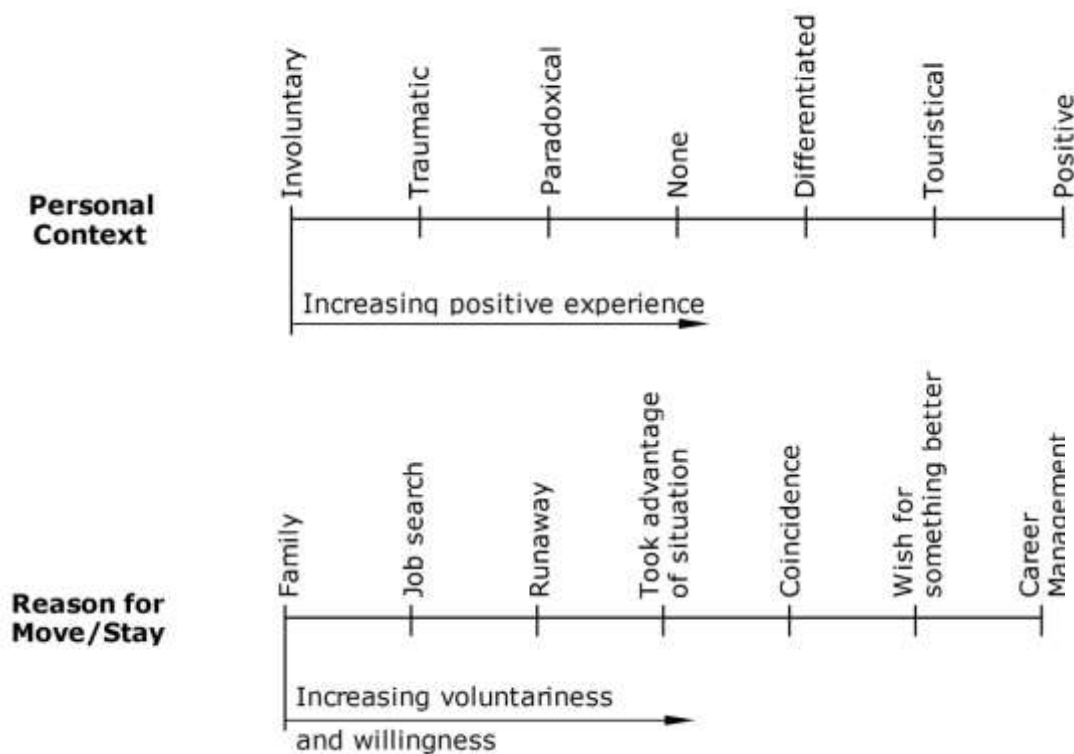 Involuntary
Traumatic
Paradoxical
None
Differentiated
Touristical
Positive
Personal
Context
Increasing positive experience
Family
Job search
Runaway
Took advantage
of situation
Coincidence
Wish for
something better
Career
Management
Reason for
Move/Stay
Increasing voluntariness
and willingness